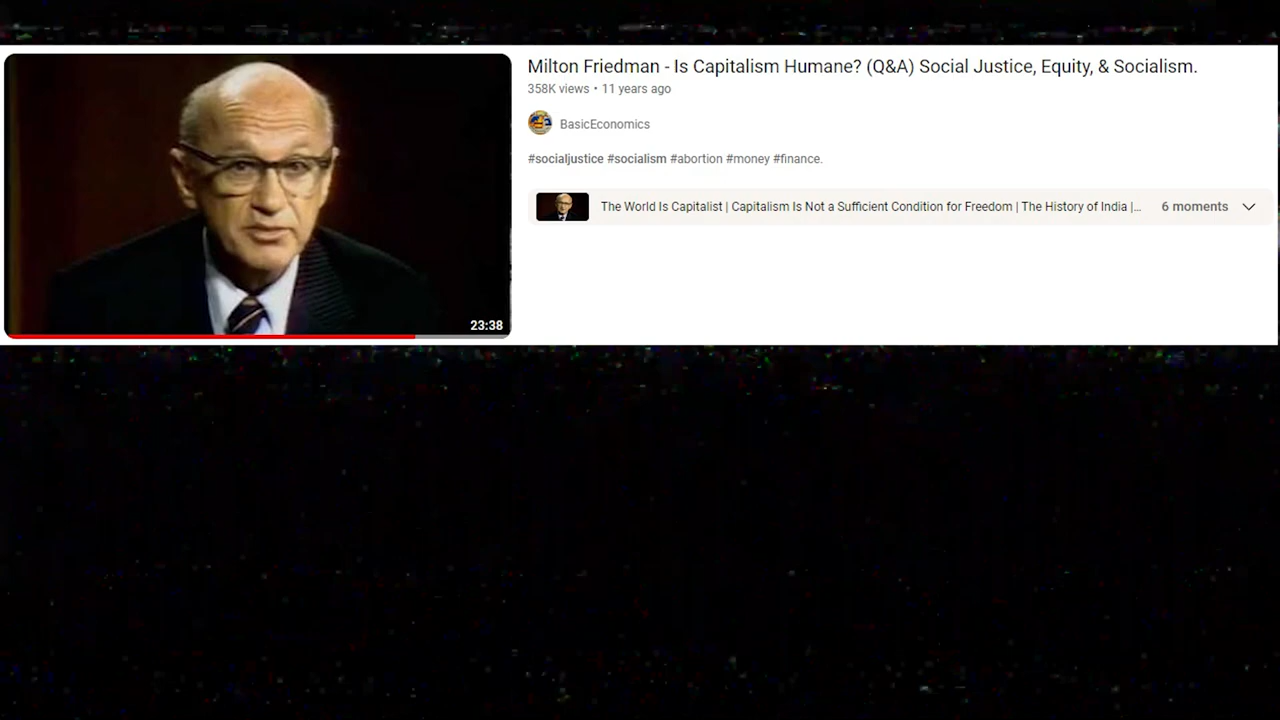 Milton Friedman - Is Capitalism Humane? (Q&A) Social Justice, Equity, & Socialism.
358K views • 11 years ago
BasicEconomics
#socialjustice #socialism #abortion #money #finance.
The World Is Capitalist | Capitalism Is Not a Sufficient Condition for Freedom | The History of India |... 6 moments
23:38